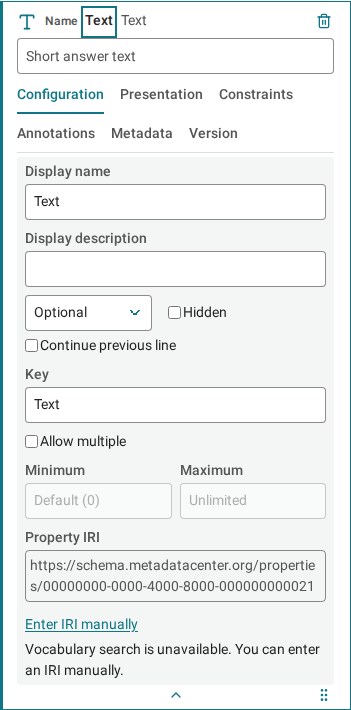 Name Text Text
Short answer text
Configuration Presentation Constraints
Annotations Metadata Version
Display name
Text
Display description
Optional Hidden
Continue previous line
Key
Text
Allow multiple
Minimum Maximum
Default (0) Unlimited
Property IRI
https://schema.metadatacenter.org/propertie
s/00000000-0000-4000-8000-000000000021
Enter IRI manually
Vocabulary search is unavailable. You can enter
an IRI manually.